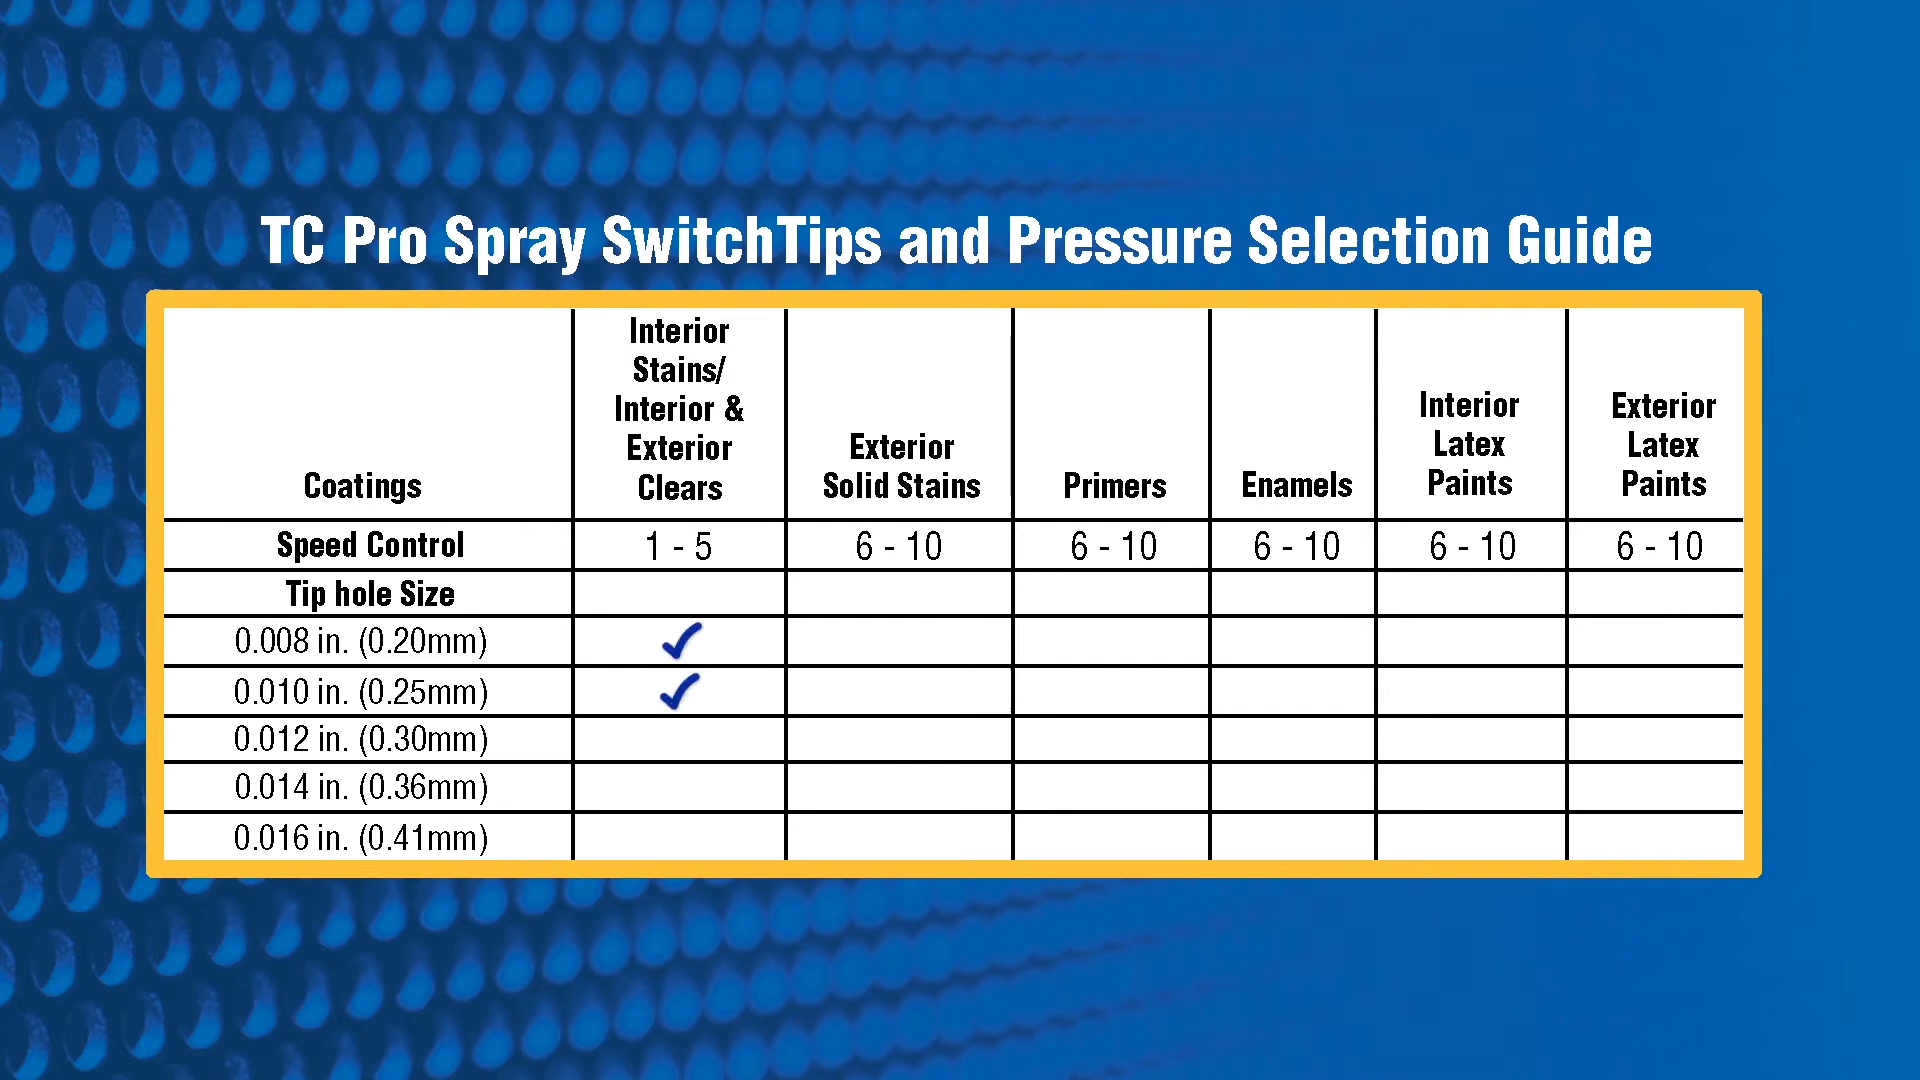 TC Pro Spray SwitchTips and Pressure Selection Guide
Coatings
Interior
Stains/
Interior &
Exterior
Clears
Exterior
Solid Stains
Primers
Enamels
Interior
Latex
Paints
Exterior
Latex
Paints
Speed Control 1 - 5 6 - 10 6 - 10 6 - 10 6 - 10 6 - 10
Tip hole Size
0.008 in. (0.20mm) ✓
0.010 in. (0.25mm) ✓
0.012 in. (0.30mm)
0.014 in. (0.36mm)
0.016 in. (0.41mm)